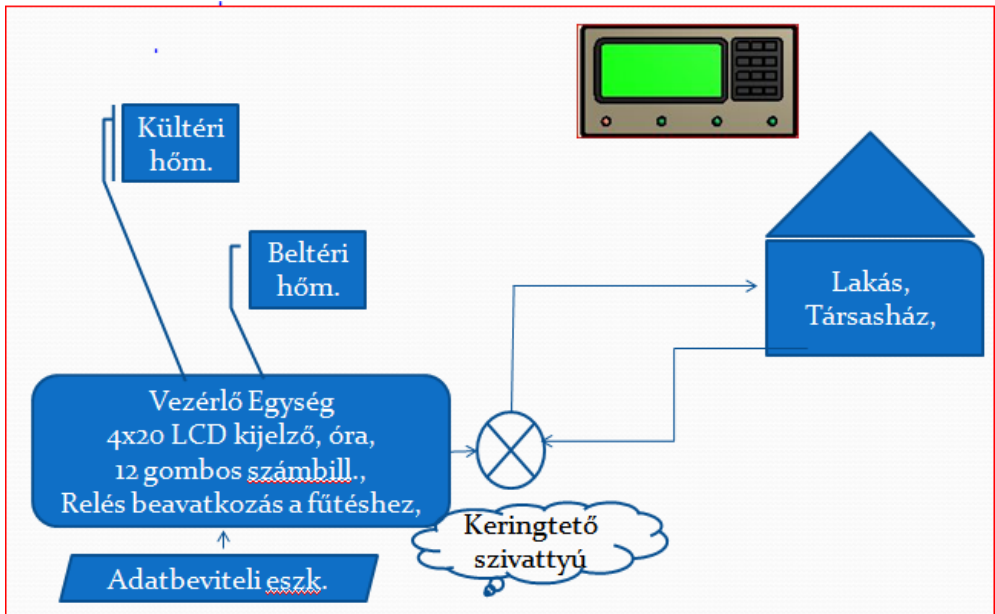 Kültéri
hőm.
Beltéri
hőm.
Lakás,
Társasház,
Vezérlő Egység
4x20 LCD kijelző, óra,
12 gombos számbill.,
Relés beavatkozás a fűtéshez,
Keringtető
szivattyú
Adatbeviteli eszk.